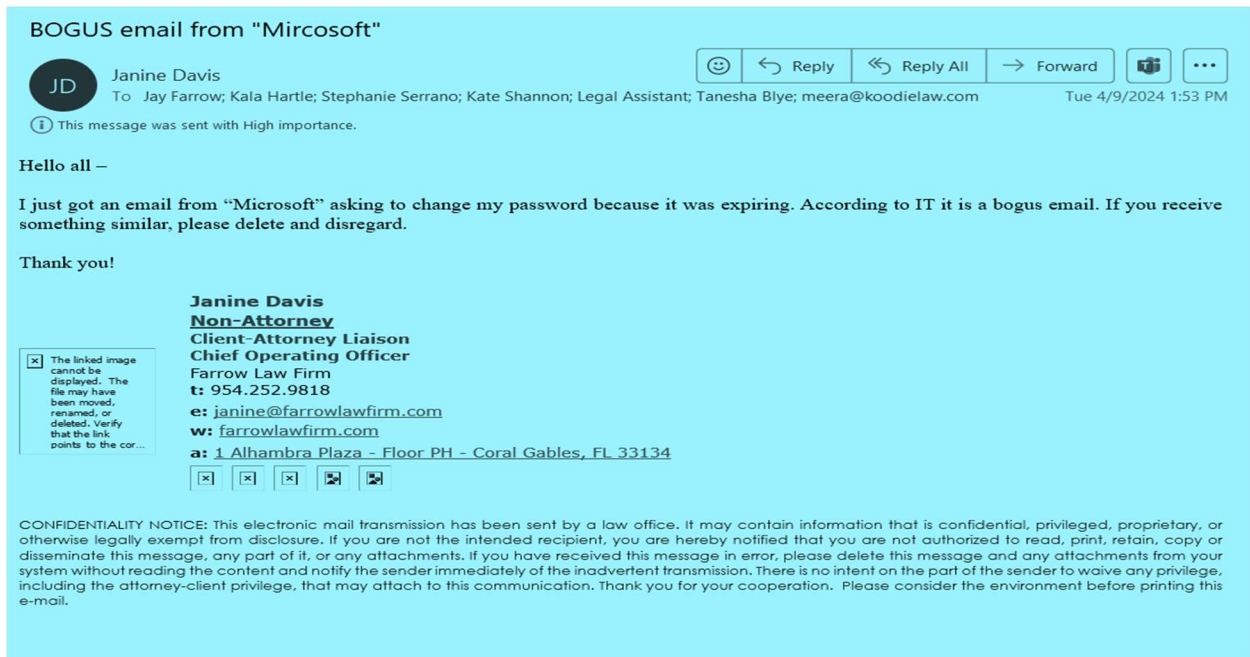 BOGUS email from "Mircosoft"
JD
Janine Davis
Reply
Reply All
Forward
To Jay Farrow; Kala Hartle; Stephanie Serrano; Kate Shannon; Legal Assistant; Tanesha Blye; meera@koodielaw.com
Tue 4/9/2024 1:53 PM
This message was sent with High importance.
Hello all –
I just got an email from “Microsoft” asking to change my password because it was expiring. According to IT it is a bogus email. If you receive
something similar, please delete and disregard.
Thank you!
The linked image
cannot be
displayed. The
file may have
been moved,
renamed, or
deleted. Verify
that the link
points to the cor...
Janine Davis
Non-Attorney
Client-Attorney Liaison
Chief Operating Officer
Farrow Law Firm
t: 954.252.9818
e: janine@farrowlawfirm.com
w: farrowlawfirm.com
a: 1 Alhambra Plaza - Floor PH - Coral Gables, FL 33134
CONFIDENTIALITY NOTICE: This electronic mail transmission has been sent by a law office. It may contain information that is confidential, privileged, proprietary, or
otherwise legally exempt from disclosure. If you are not the intended recipient, you are hereby notified that you are not authorized to read, print, retain, copy or
disseminate this message, any part of it, or any attachments. If you have received this message in error, please delete this message and any attachments from your
system without reading the content and notify the sender immediately of the inadvertent transmission. There is no intent on the part of the sender to waive any privilege,
including the attorney-client privilege, that may attach to this communication. Thank you for your cooperation. Please consider the environment before printing this
e-mail.